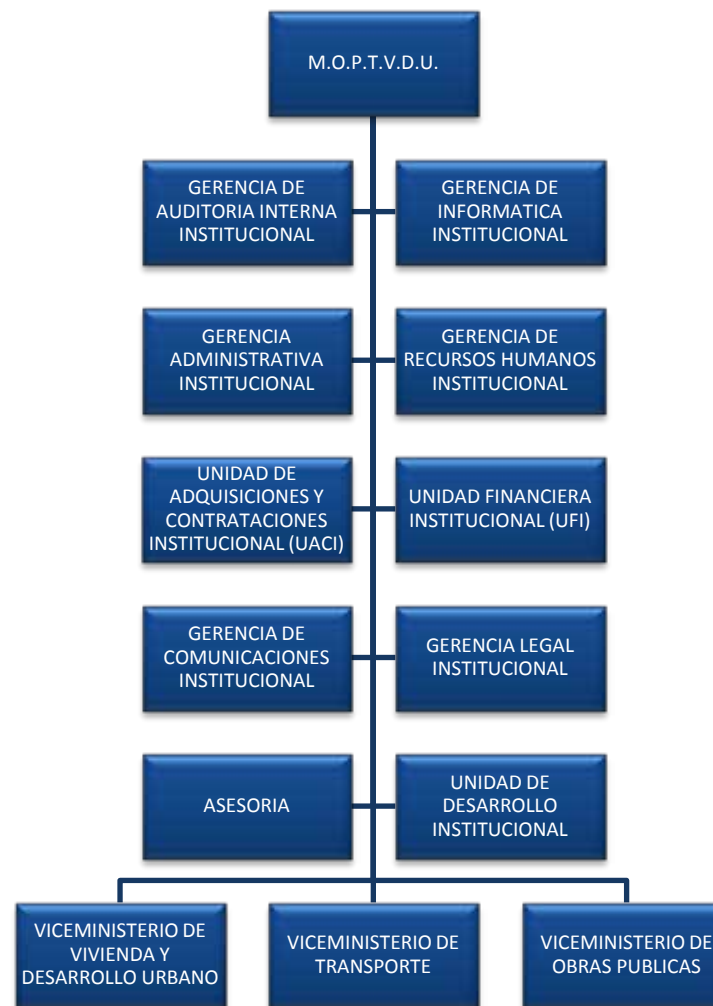 M.O.P.T.V.D.U.
GERENCIA DE
AUDITORIA INTERNA
INSTITUCIONAL
GERENCIA DE
INFORMATICA
INSTITUCIONAL
GERENCIA
ADMINISTRATIVA
INSTITUCIONAL
GERENCIA DE
RECURSOS HUMANOS
INSTITUCIONAL
UNIDAD DE
ADQUISICIONES Y
CONTRATACIONES
INSTITUCIONAL (UACI)
UNIDAD FINANCIERA
INSTITUCIONAL (UFI)
GERENCIA DE
COMUNICACIONES
INSTITUCIONAL
GERENCIA LEGAL
INSTITUCIONAL
ASESORIA
UNIDAD DE
DESARROLLO
INSTITUCIONAL
VICEMINISTERIO DE
VIVIENDA Y
DESARROLLO URBANO
VICEMINISTERIO DE
TRANSPORTE
VICEMINISTERIO DE
OBRAS PUBLICAS